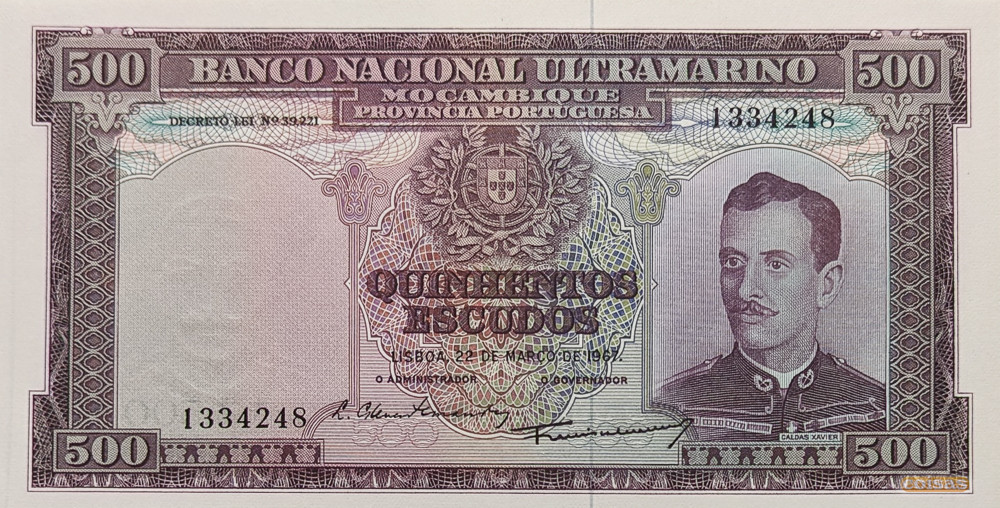 500 BANCO NACIONAL ULTRAMARINO 500
MOÇAMBIQUE
PROVÍNCIA PORTUGUESA
DECRETO-LEI Nº 39.221
1334248
QUINHENTOS
ESCUDOS
LISBOA, 22 DE MARÇO DE 1967.
O ADMINISTRADOR O GOVERNADOR
1334248
CALDAS XAVIER
500 500